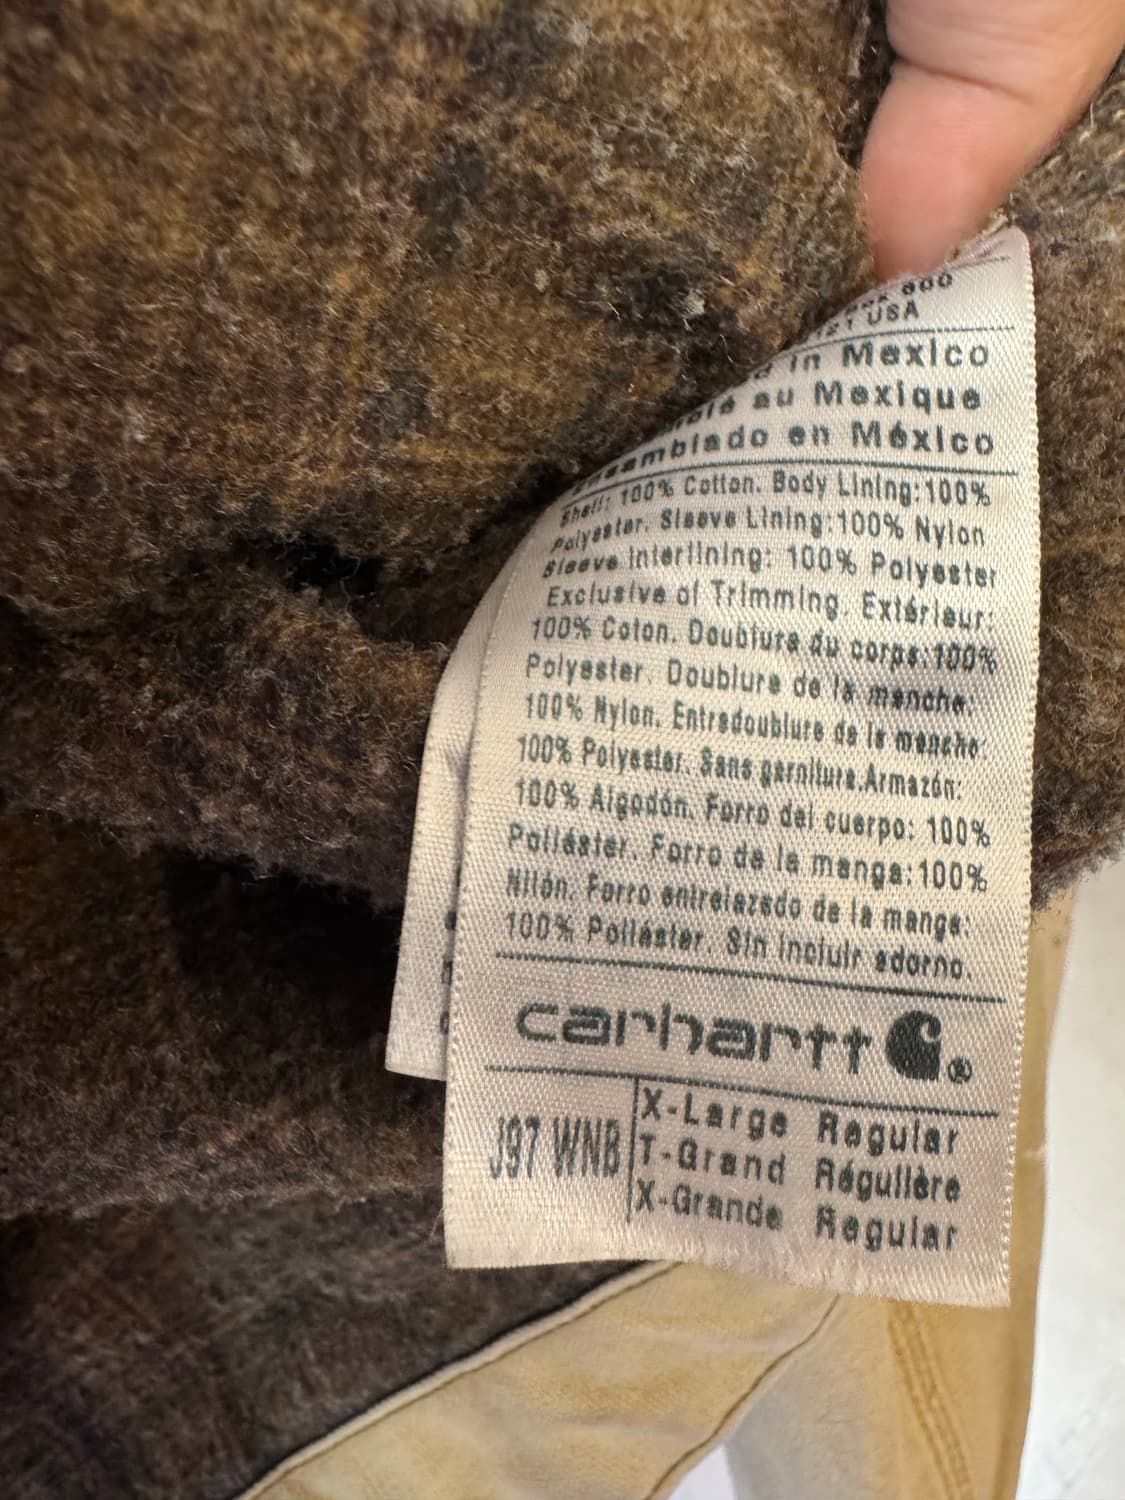 USA
in Mexico
au Mexique
Ensamblado en México
Shell: 100% Cotton. Body Lining:100%
Polyester. Sleeve Lining:100% Nylon
Sleeve Interlining: 100% Polyester
Exclusive of Trimming. Extérieur:
100% Coton. Doublure du corps:100%
Polyester. Doublure de la manche:
100% Nylon. Entredoublure de la manche:
100% Polyester. Sans garniture.Armazón:
100% Algodón. Forro del cuerpo: 100%
Poliéster. Forro de la manga:100%
Nilón. Forro entrelazado de la manga:
100% Poliéster. Sin incluir adorno.
carhartt ®
J97 WNB
X-Large Regular
T-Grand Régulière
X-Grande Regular